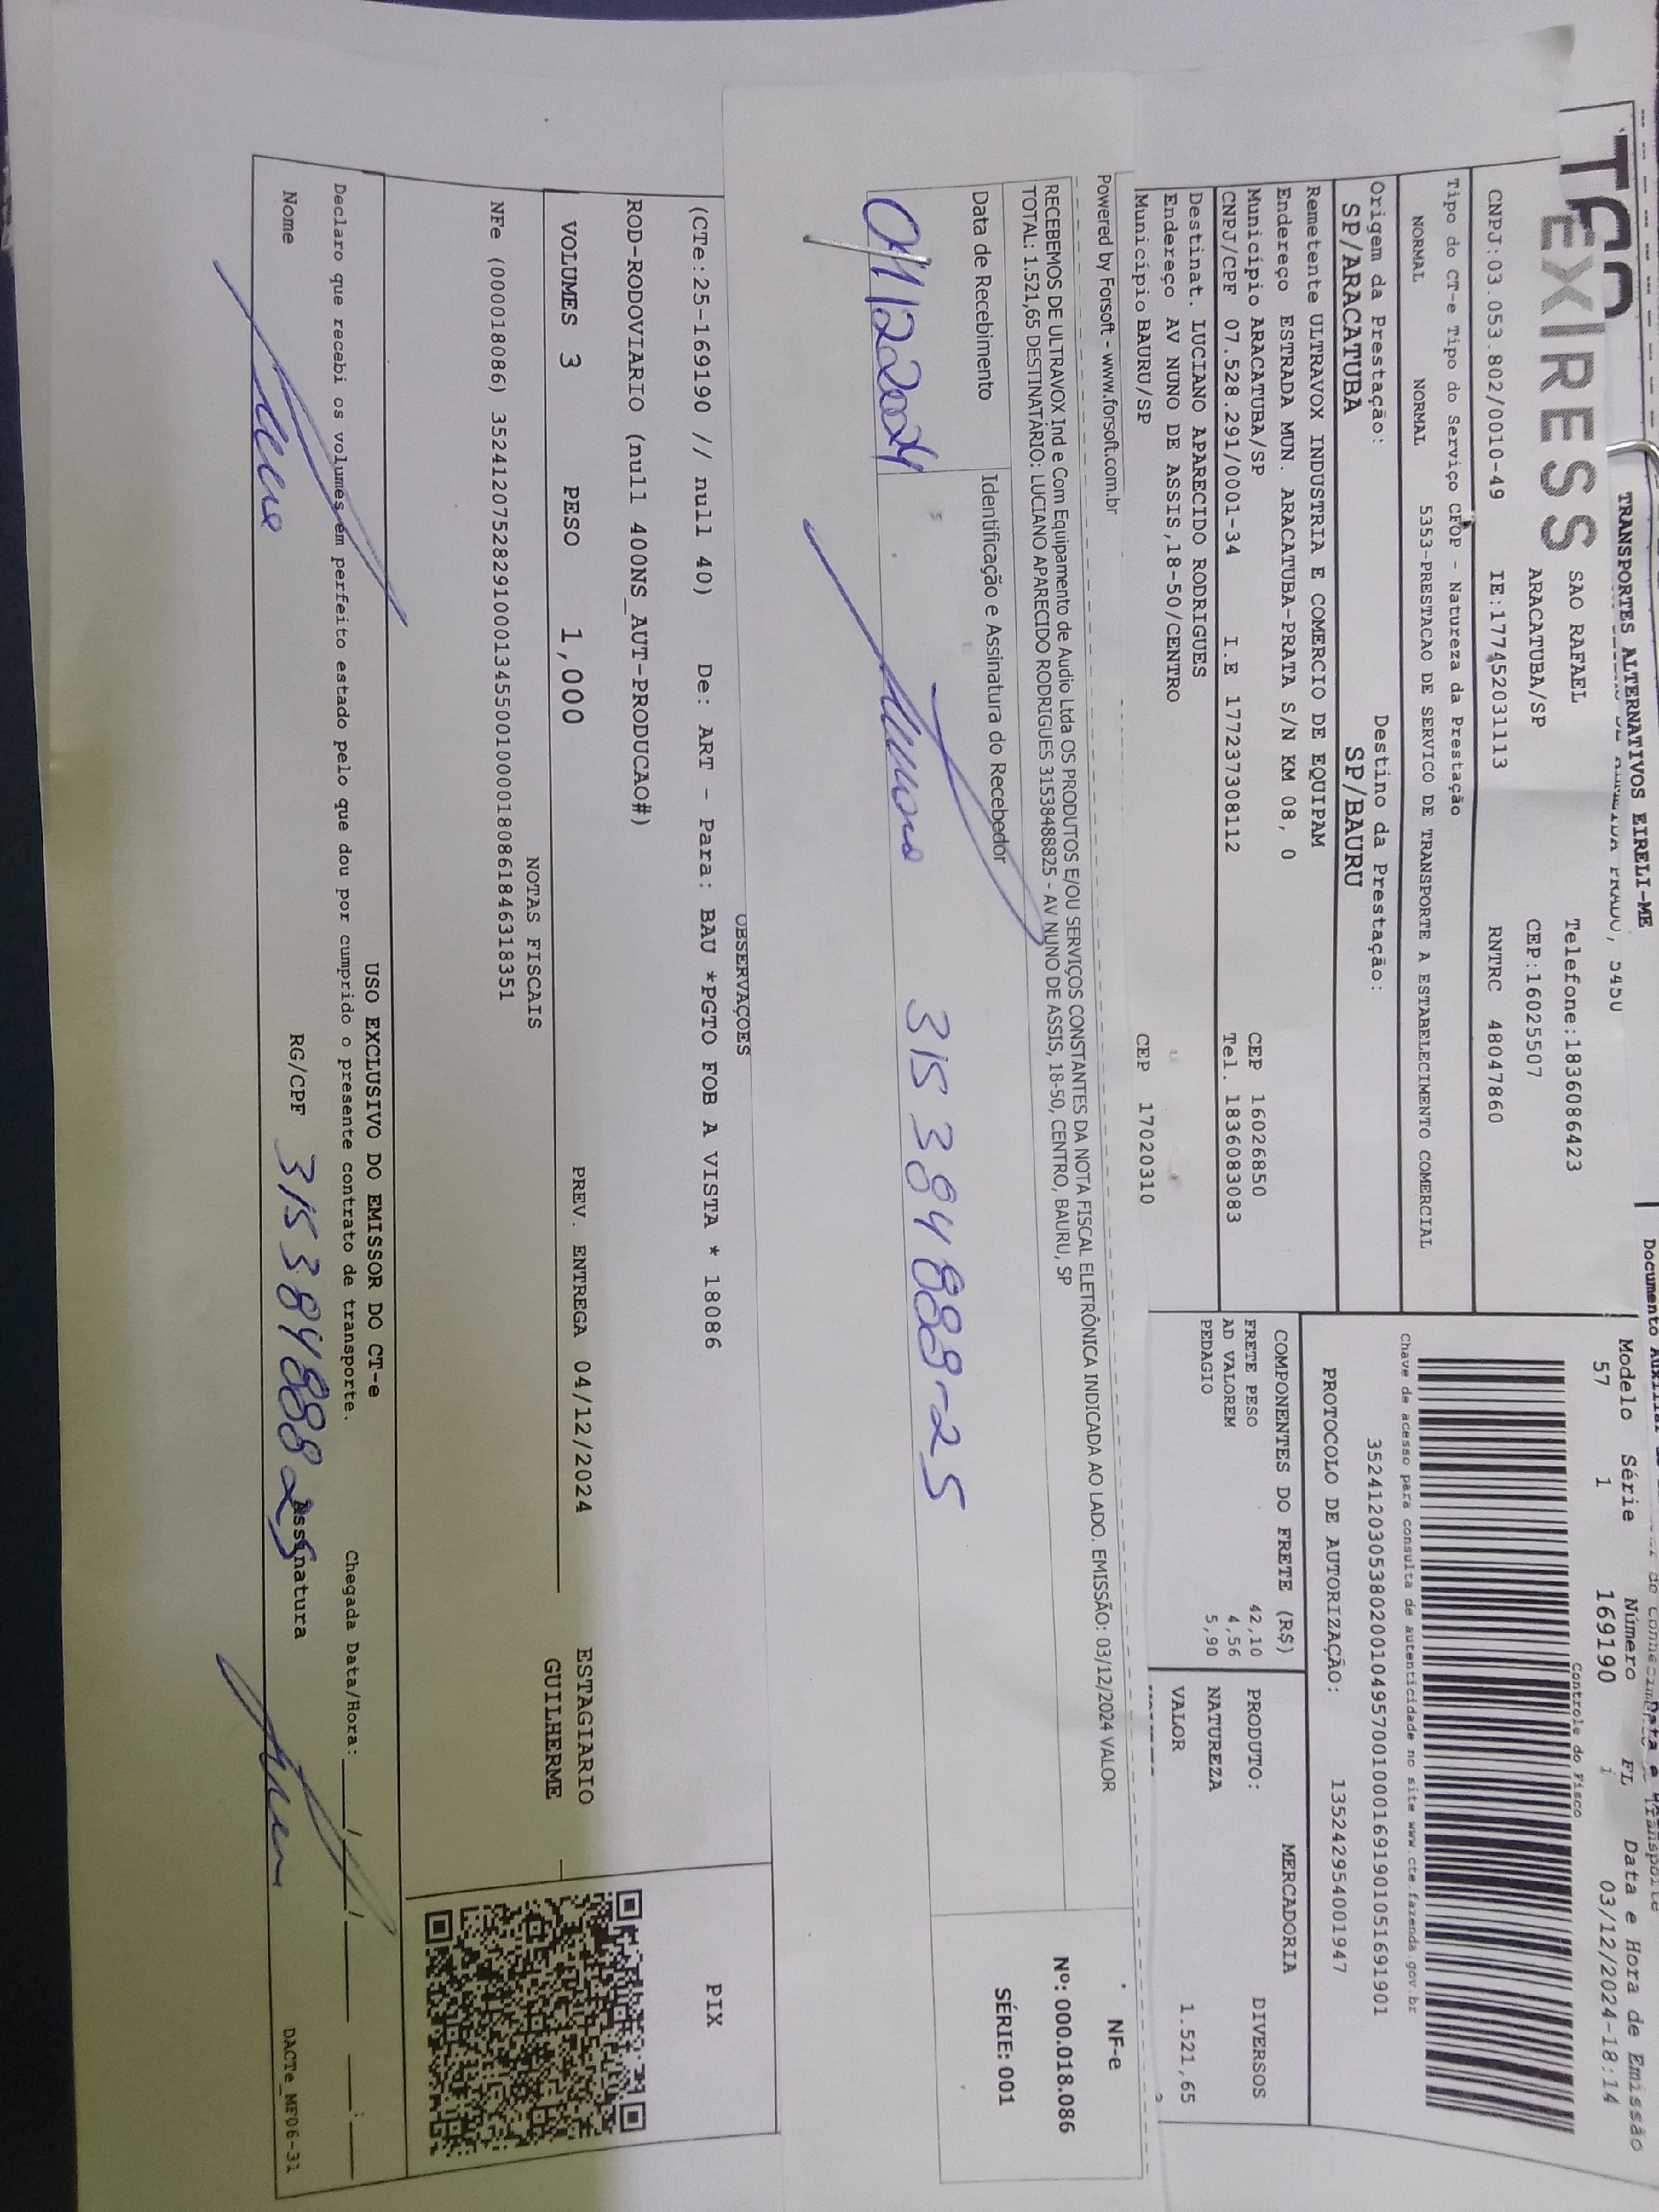 TRANSPORTES ALTERNATIVOS EIRELI-ME
EXPRESS
SAO RAFAEL
Telefone:1836086423
ARACATUBA/SP
CEP:16025507
CNPJ:03.053.802/0010-49 IE:177452031113 RNTRC 48047860
Tipo do CT-e Tipo do Serviço CFOP - Natureza da Prestação
NORMAL NORMAL 5353-PRESTACAO DE SERVICO DE TRANSPORTE A ESTABELECIMENTO COMERCIAL
Origem da Prestação: Destino da Prestação:
SP/ARACATUBA SP/BAURU
Remetente ULTRAVOX INDUSTRIA E COMERCIO DE EQUIPAM
Endereço ESTRADA MUN. ARACATUBA-PRATA S/N KM 08, 0
Município ARACATUBA/SP CEP 16026850
CNPJ/CPF 07.528.291/0001-34 I.E 177237308112 Tel. 1836083083
Destinat. LUCIANO APARECIDO RODRIGUES
Endereço AV NUNO DE ASSIS,18-50/CENTRO
Município BAURU/SP CEP 17020310
Modelo Série Número FL Data e Hora de Emissão
57 1 169190 03/12/2024-18:14
Controle do Fisco
Chave de acesso para consulta de autenticidade no site www.cte.fazenda.gov.br
35241203053802001049570010001691901051691901
PROTOCOLO DE AUTORIZAÇÃO: 135242954001947
COMPONENTES DO FRETE (R$)
FRETE PESO 42,10
AD VALOREM 4,56
PEDAGIO 5,90
MERCADORIA
PRODUTO: DIVERSOS
NATUREZA
VALOR 1.521,65
Powered by Forsoft - www.forsoft.com.br
RECEBEMOS DE ULTRAVOX Ind e Com Equipamento de Audio Ltda OS PRODUTOS E/OU SERVIÇOS CONSTANTES DA NOTA FISCAL ELETRÔNICA INDICADA AO LADO. EMISSÃO: 03/12/2024 VALOR
TOTAL: 1.521,65 DESTINATÁRIO: LUCIANO APARECIDO RODRIGUES 31538488825 - AV NUNO DE ASSIS, 18-50, CENTRO, BAURU, SP
Data de Recebimento Identificação e Assinatura do Recebedor
315 384 888-25
NF-e
Nº: 000.018.086
SÉRIE: 001
OBSERVAÇOES
(CTe:25-169190 // null 40) De: ART - Para: BAU *PGTO FOB A VISTA * 18086
ROD-RODOVIARIO (null 400NS_AUT-PRODUCAO#)
PIX
VOLUMES 3 PESO 1,000 PREV. ENTREGA 04/12/2024 ESTAGIARIO
GUILHERME
NOTAS FISCAIS
NFe (000018086) 35241207528291000134550010000180861846318351
USO EXCLUSIVO DO EMISSOR DO CT-e
Declaro que recebi os volumes em perfeito estado pelo que dou por cumprido o presente contrato de transporte. Chegada Data/Hora: ____/____/____ ___:___
Nome RG/CPF 315 384 888 25 Assinatura
DACTe_MF06-31